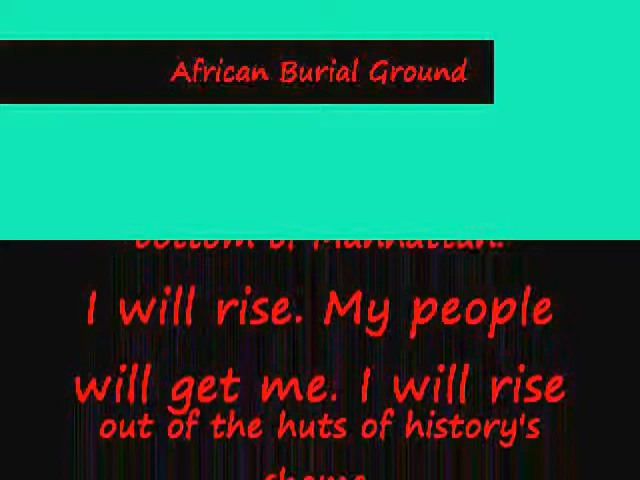 African Burial Ground
bottom of Manhattan.
I will rise. My people
will get me. I will rise
out of the huts of history's
shame